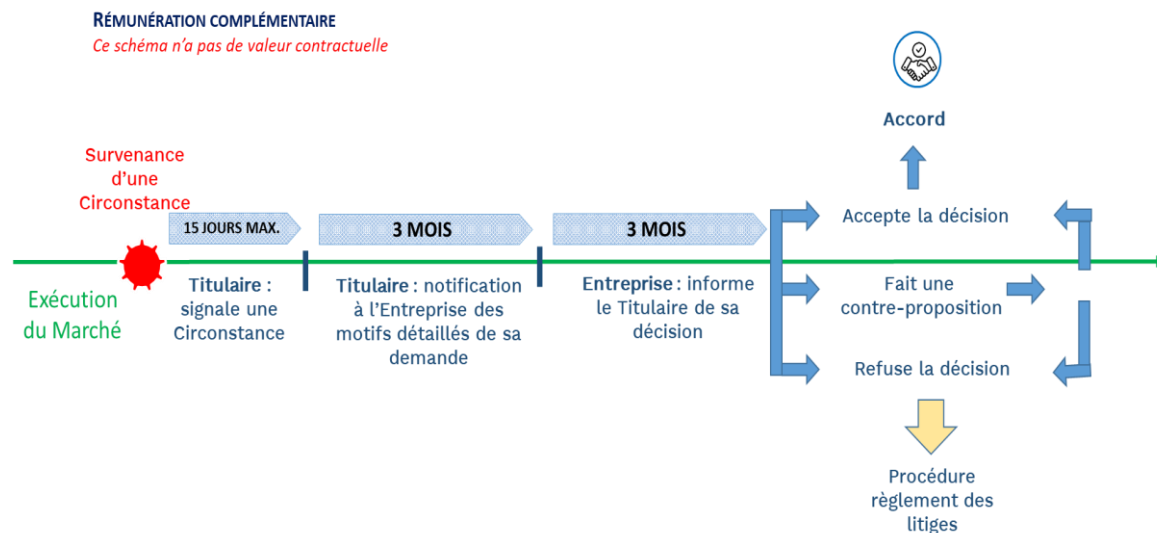 RÉMUNÉRATION COMPLÉMENTAIRE
Ce schéma n'a pas de valeur contractuelle
Accord
Survenance
d'une
Circonstance
15 JOURS MAX.
3 MOIS
3 MOIS
Accepte la décision
Exécution
du Marché
Titulaire :
signale une
Circonstance
Titulaire : notification
à l'Entreprise des
motifs détaillés de sa
demande
Entreprise : informe
le Titulaire de sa
décision
Fait une
contre-proposition
Refuse la décision
Procédure
règlement des
litiges